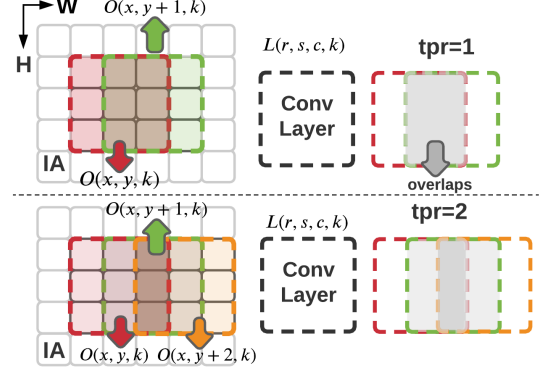 W
H
O(x, y + 1, k)
IA
O(x, y, k)
L(r, s, c, k)
Conv
Layer
tpr=1
overlaps
O(x, y + 1, k)
IA
O(x, y, k)
O(x, y + 2, k)
L(r, s, c, k)
Conv
Layer
tpr=2